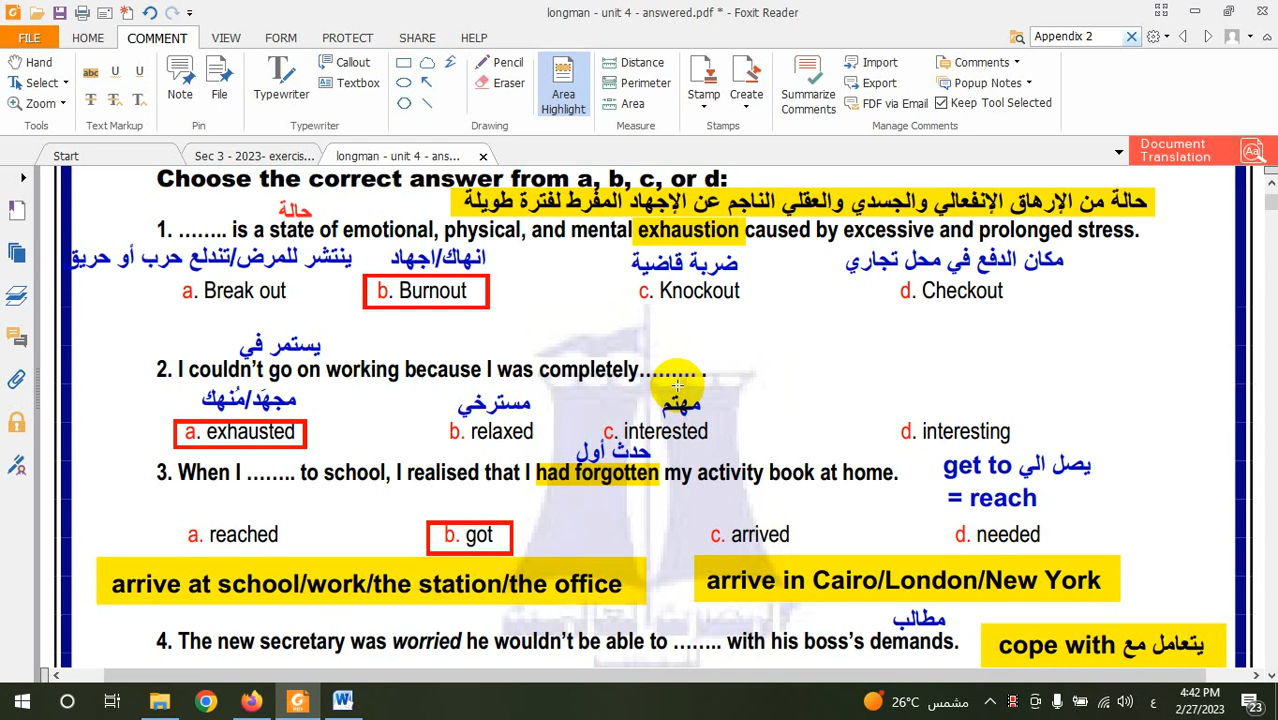 longman - unit 4 - answered.pdf * - Foxit Reader
FILE HOME COMMENT VIEW FORM PROTECT SHARE HELP Appendix 2
Hand Select Zoom Tools
abc U U T T T Text Markup
Note File Pin
Typewriter Callout Textbox Typewriter
Pencil Eraser Drawing
Area Highlight
Distance Perimeter Area Measure
Stamp Create Stamps
Summarize Comments Import Export FDF via Email Comments Popup Notes Keep Tool Selected Manage Comments
Start Sec 3 - 2023- exercis... longman - unit 4 - ans... Document Translation
Choose the correct answer from a, b, c, or d:
حالة من الإرهاق الإنفعالي والجسدي والعقلي الناجم عن الإجهاد المفرط لفترة طويلة
حالة
1. …….. is a state of emotional, physical, and mental exhaustion caused by excessive and prolonged stress.
ينتشر للمرض/تندلع حرب أو حريق انهاك/اجهاد ضربة قاضية مكان الدفع في محل تجاري
a. Break out b. Burnout c. Knockout d. Checkout
يستمر في
2. I couldn’t go on working because I was completely……… .
مجهَد/مُنهك مسترخي مهتم
a. exhausted b. relaxed c. interested d. interesting
حدث أول
3. When I …….. to school, I realised that I had forgotten my activity book at home.
get to يصل الي
= reach
a. reached b. got c. arrived d. needed
arrive at school/work/the station/the office
arrive in Cairo/London/New York
مطالب
4. The new secretary was worried he wouldn’t be able to …….. with his boss’s demands.
cope with يتعامل مع
26°C مشمس ع 4:42 PM
2/27/2023 23